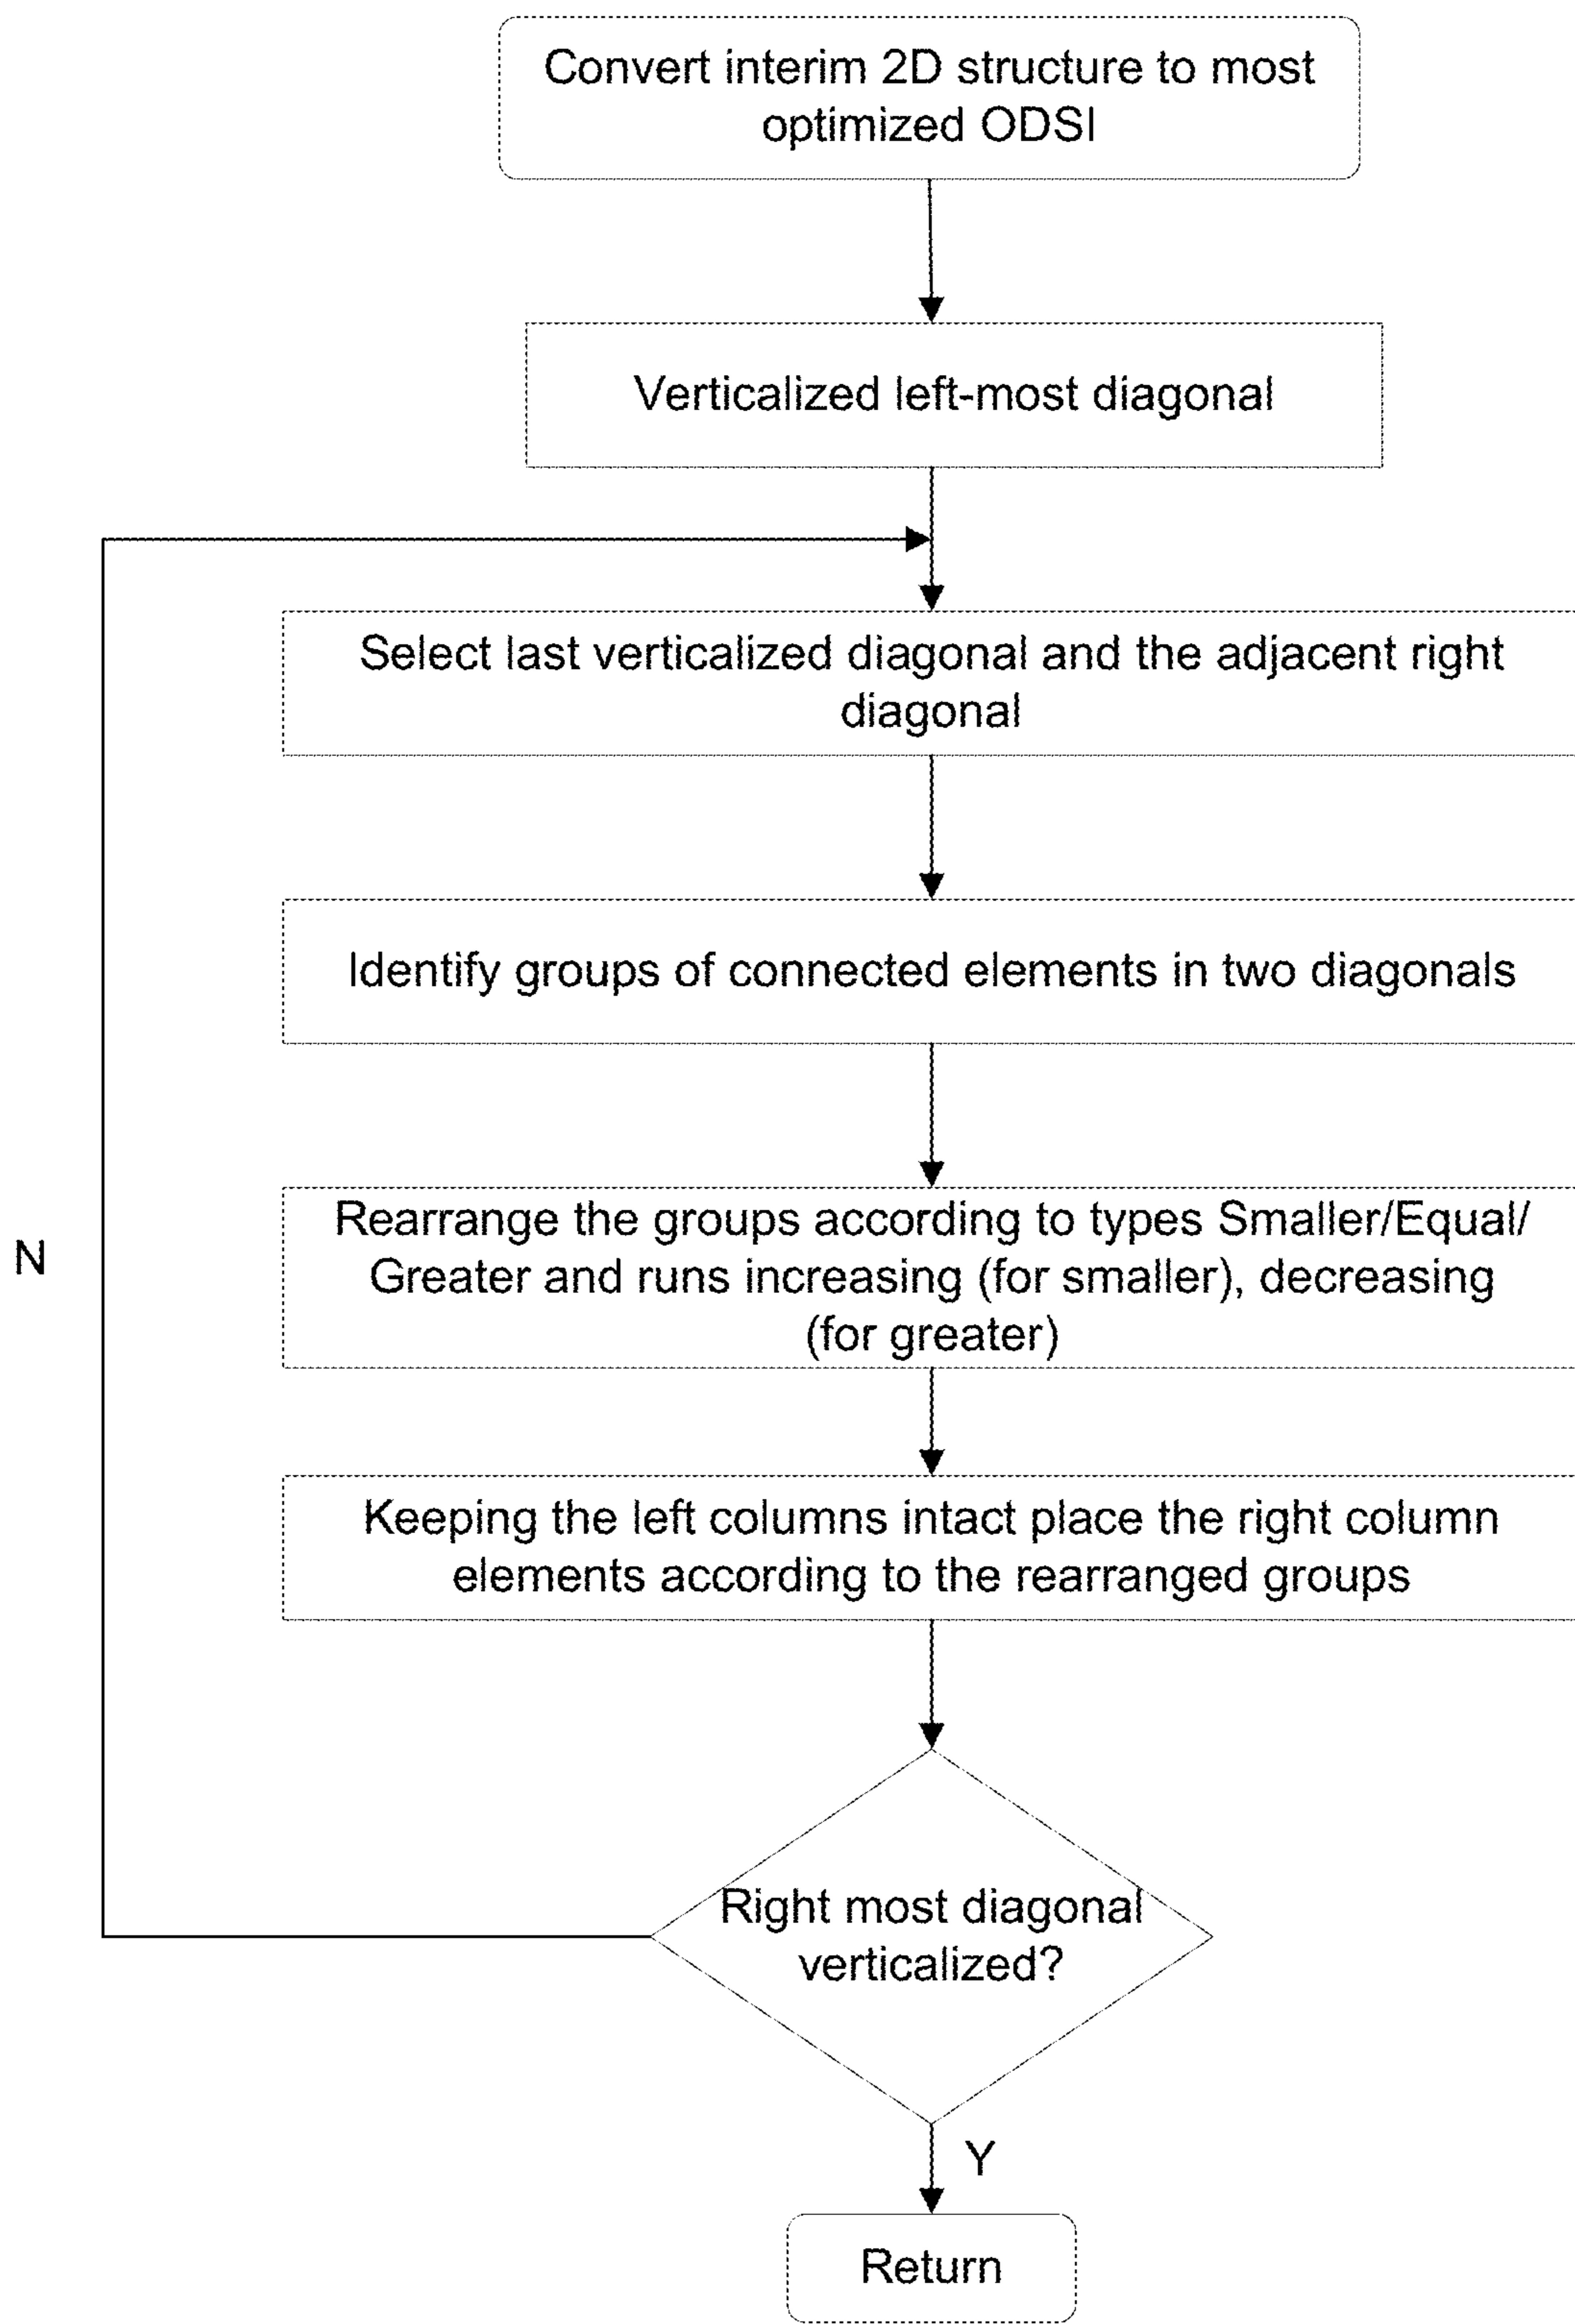 Convert interim 2D structure to most
optimized ODSI
Verticalized left-most diagonal
Select last verticalized diagonal and the adjacent right
diagonal
Identify groups of connected elements in two diagonals
Rearrange the groups according to types Smaller/Equal/
Greater and runs increasing (for smaller), decreasing
(for greater)
N
Keeping the left columns intact place the right column
elements according to the rearranged groups
Right most diagonal
verticalized?
Y
Return